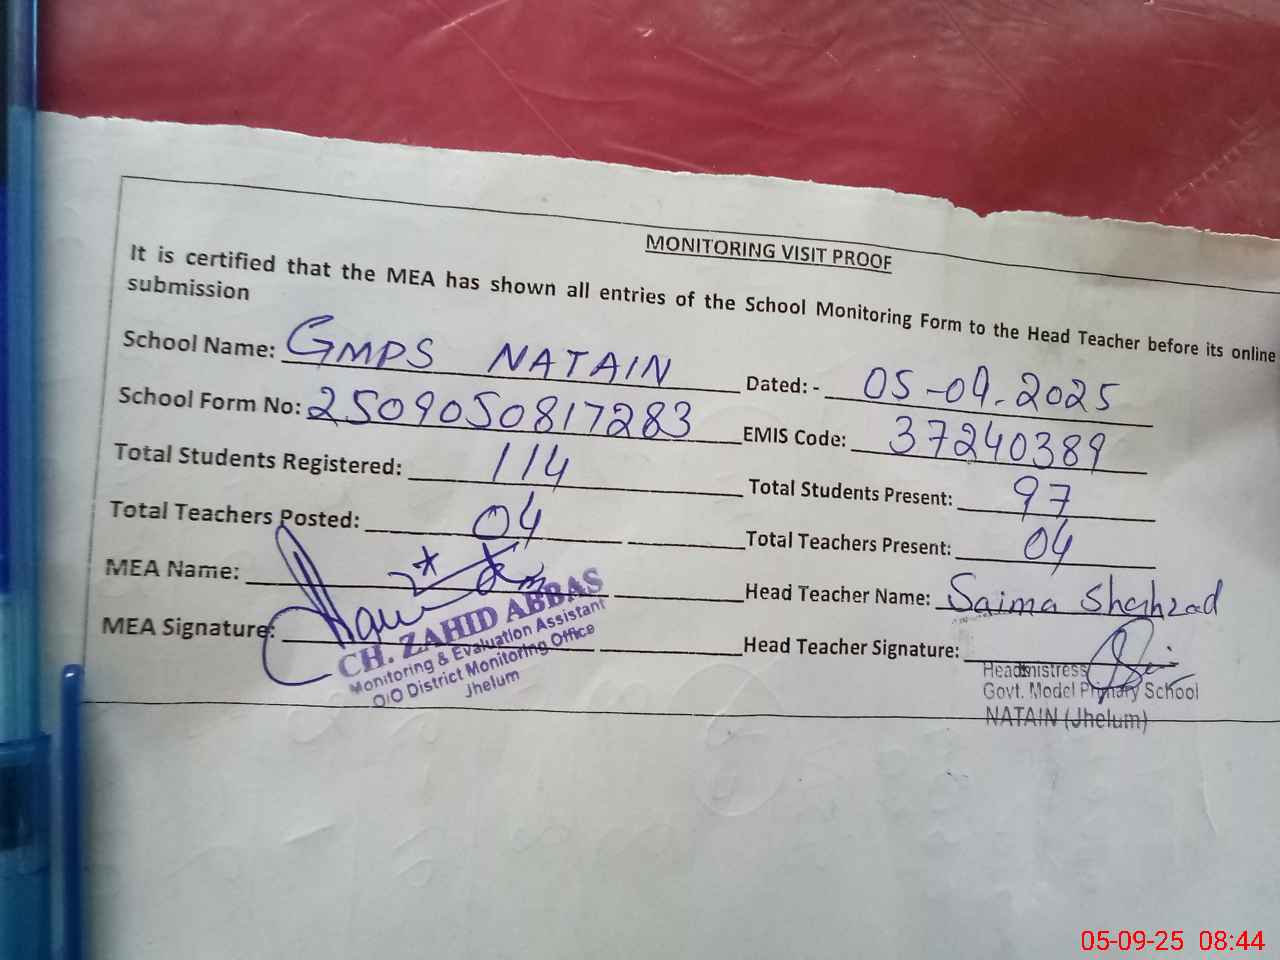 MONITORING VISIT PROOF
It is certified that the MEA has shown all entries of the School Monitoring Form to the Head Teacher before its online
submission
School Name: GMPS NATAIN Dated: - 05-09-2025
School Form No: 2509050817283 EMIS Code: 37240389
Total Students Registered: 114 Total Students Present: 97
Total Teachers Posted: 04 Total Teachers Present: 04
MEA Name: Head Teacher Name: Saima Shahzad
MEA Signature: Head Teacher Signature:
CH. ZAHID ABBAS
Monitoring & Evaluation Assistant
O/O District Monitoring Office
Jhelum
Headmistress
Govt. Model Primary School
NATAIN (Jhelum)
05-09-25 08:44